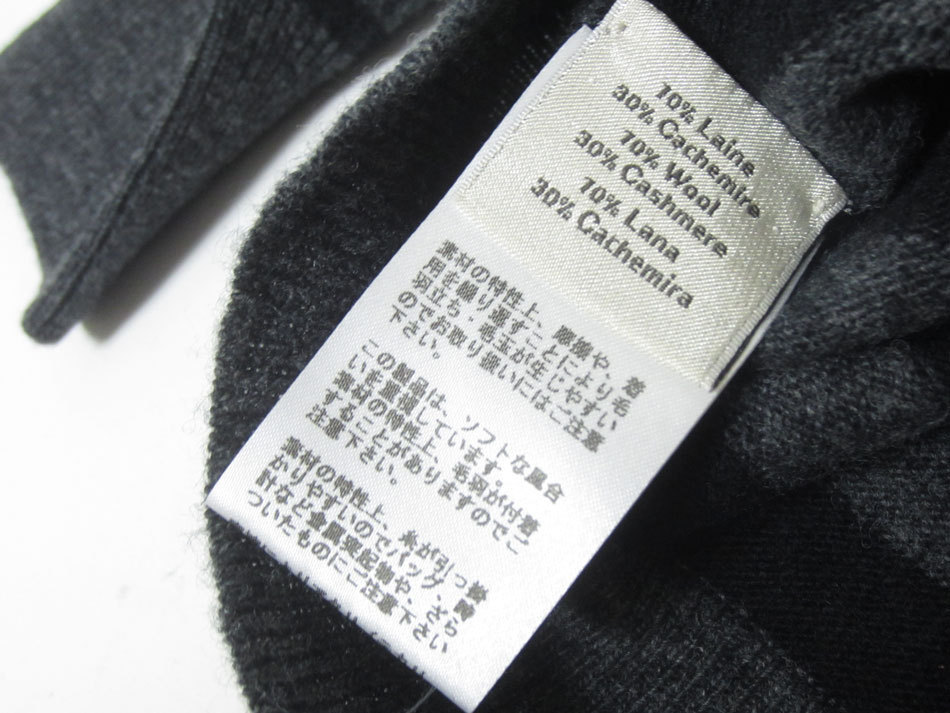 70% Laine
30% Cachemire
70% Wool
30% Cashmere
70% Lana
30% Cachemira
素材の特性上、摩擦や、着
用を繰り返すことにより毛
羽立ち・毛玉が生じやすい
のでお取り扱いにはご注意
下さい。
この製品は、ソフトな風合
いを重視しています。
素材の特性上、毛羽が付着
することがありますのでご
注意下さい。
素材の特性上、糸が引っ掛
かりやすいのでバッグ、時
計など金属突起物や、ざら
ついたものにご注意下さい